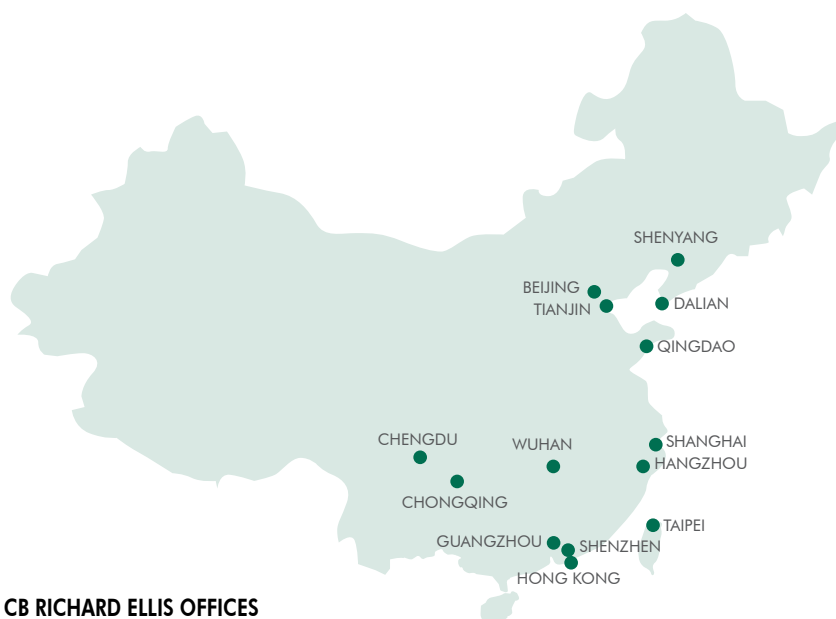 SHENYANG
BEIJING
TIANJIN
DALIAN
QINGDAO
CHENGDU
WUHAN
SHANGHAI
HANGZHOU
CHONGQING
TAIPEI
GUANGZHOU
SHENZHEN
HONG KONG
CB RICHARD ELLIS OFFICES